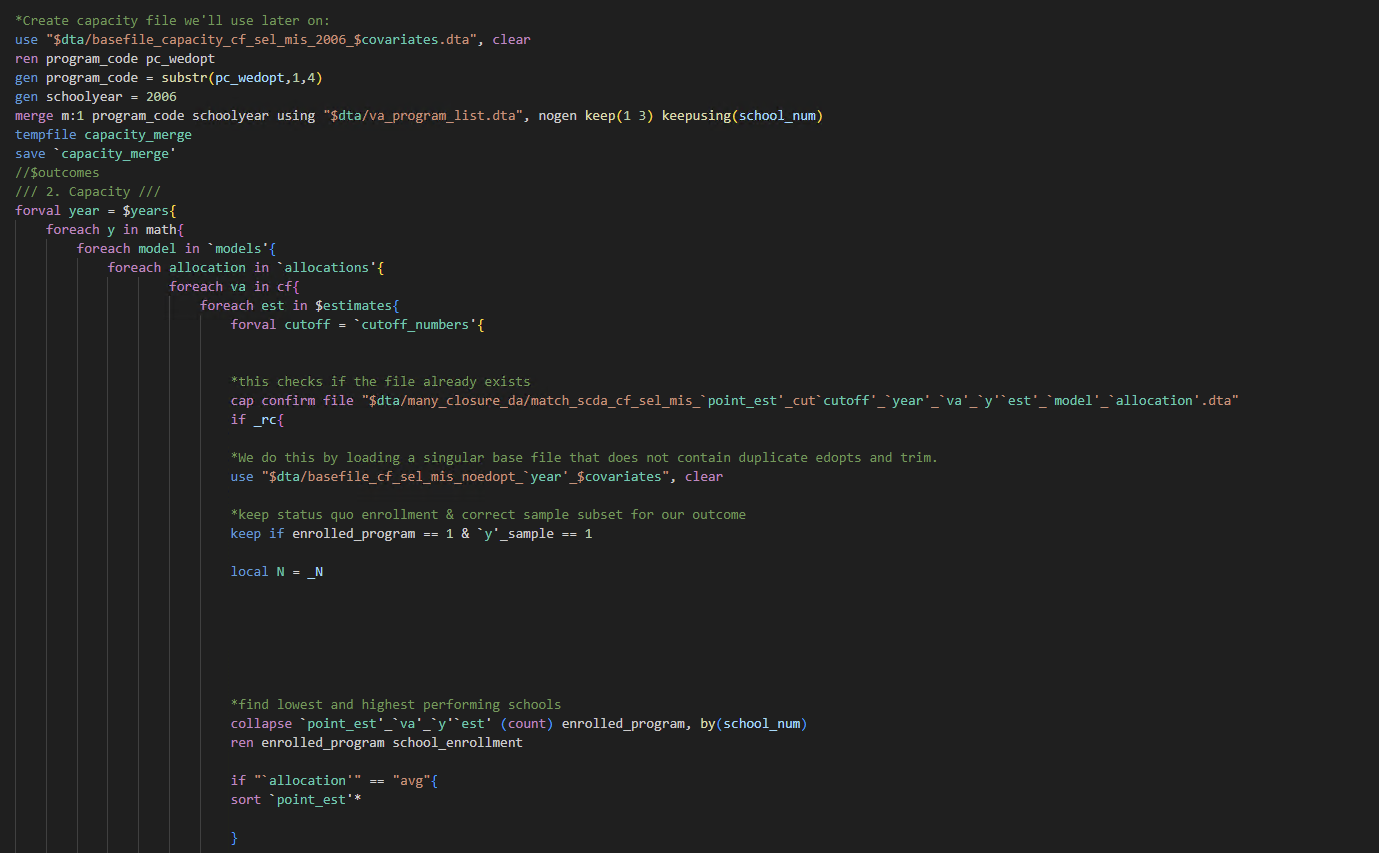 *Create capacity file we'll use later on:
use "$dta/basefile_capacity_cf_sel_mis_2006_$covariates.dta", clear
ren program_code pc_wedopt
gen program_code = substr(pc_wedopt,1,4)
gen schoolyear = 2006
merge m:1 program_code schoolyear using "$dta/va_program_list.dta", nogen keep(1 3) keepusing(school_num)
tempfile capacity_merge
save `capacity_merge'
//$outcomes
/// 2. Capacity ///
forval year = $years{
foreach y in math{
foreach model in `models'{
foreach allocation in `allocations'{
foreach va in cf{
foreach est in $estimates{
forval cutoff = `cutoff_numbers'{
*this checks if the file already exists
cap confirm file "$dta/many_closure_da/match_scda_cf_sel_mis_`point_est'_cut`cutoff'_`year'_`va'_`y'`est'_`model'_`allocation'.dta"
if _rc{
*We do this by loading a singular base file that does not contain duplicate edopts and trim.
use "$dta/basefile_cf_sel_mis_noedopt_`year'_$covariates", clear
*keep status quo enrollment & correct sample subset for our outcome
keep if enrolled_program == 1 & `y'_sample == 1
local N = _N
*find lowest and highest performing schools
collapse `point_est'_`va'_`y'`est' (count) enrolled_program, by(school_num)
ren enrolled_program school_enrollment
if "`allocation'" == "avg"{
sort `point_est'*
}